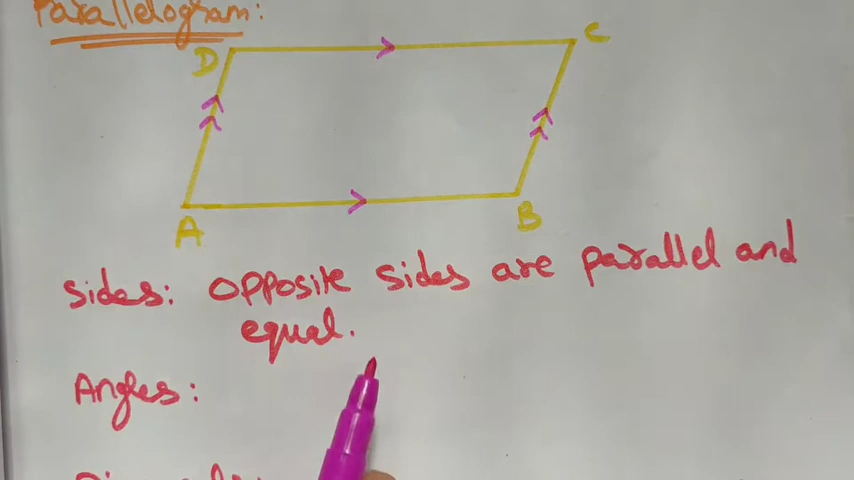 Parallelogram:
D
C
A
B
Sides: Opposite sides are parallel and
equal.
Angles: